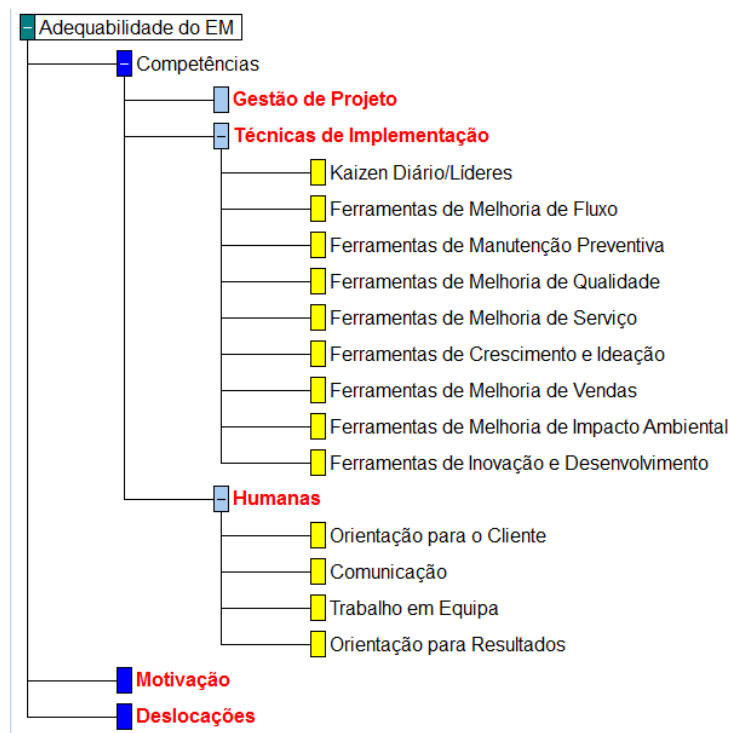 Adequabilidade do EM
Competências
Gestão de Projeto
Técnicas de Implementação
Kaizen Diário/Líderes
Ferramentas de Melhoria de Fluxo
Ferramentas de Manutenção Preventiva
Ferramentas de Melhoria de Qualidade
Ferramentas de Melhoria de Serviço
Ferramentas de Crescimento e Ideação
Ferramentas de Melhoria de Vendas
Ferramentas de Melhoria de Impacto Ambiental
Ferramentas de Inovação e Desenvolvimento
Humanas
Orientação para o Cliente
Comunicação
Trabalho em Equipa
Orientação para Resultados
Motivação
Deslocações